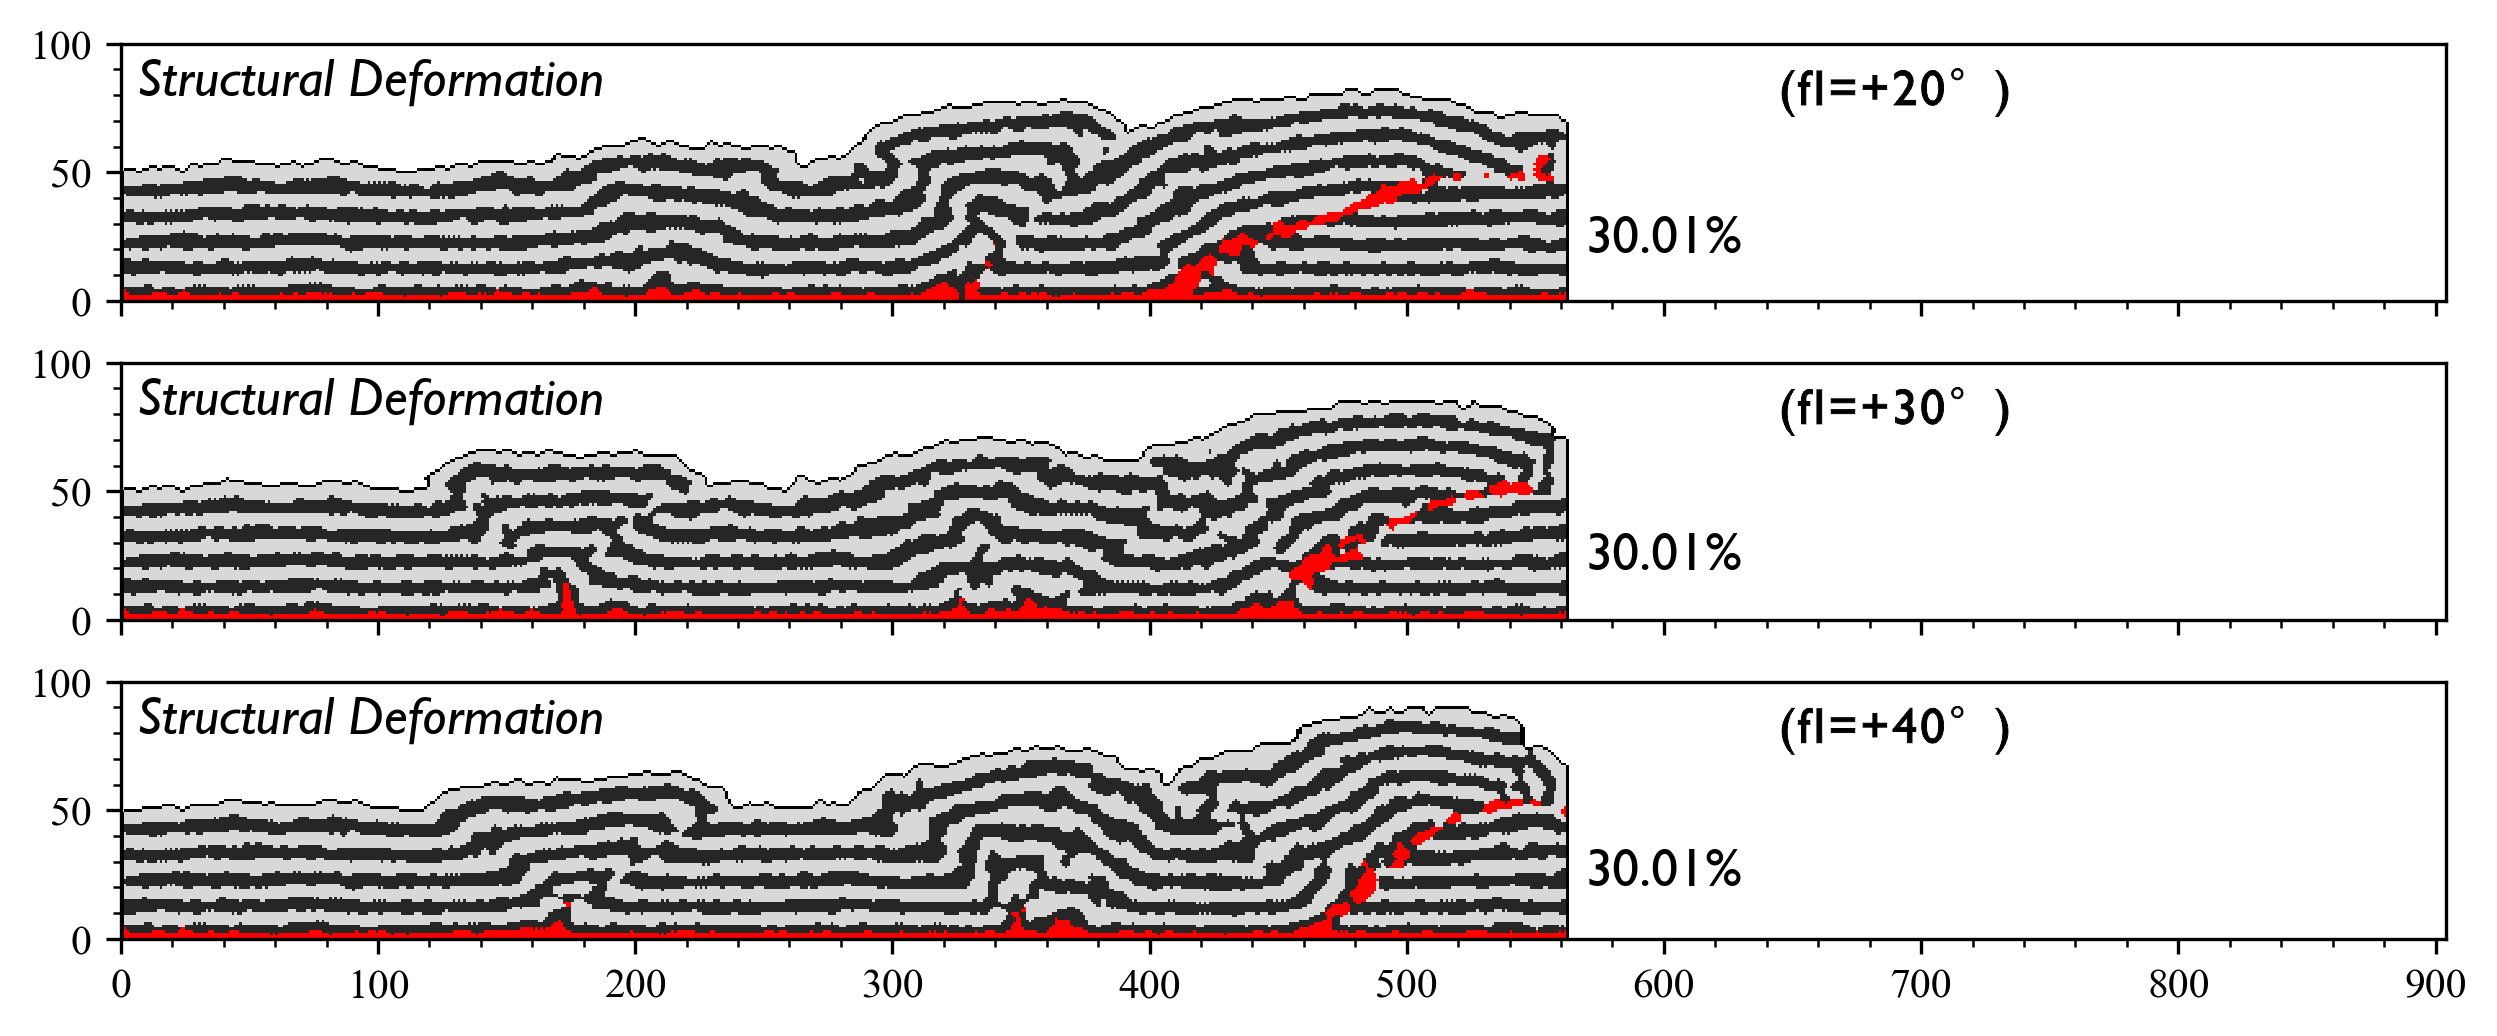 100
Structural Deformation
(fl=+20° )
50
30.01%
0
100
Structural Deformation
(fl=+30° )
50
30.01%
0
100
Structural Deformation
(fl=+40° )
50
30.01%
0
0 100 200 300 400 500 600 700 800 900